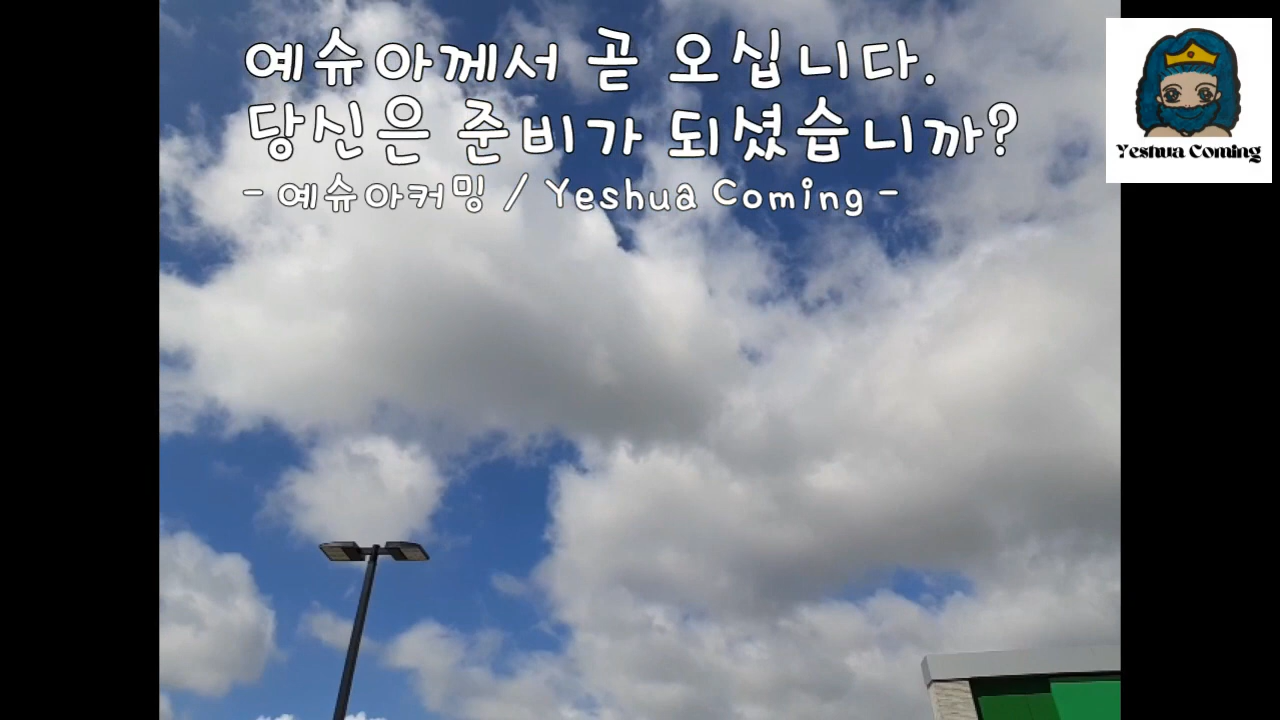 예슈아께서 곧 오십니다.
당신은 준비가 되셨습니까?
- 예슈아커밍 / Yeshua Coming -
Yeshua Coming